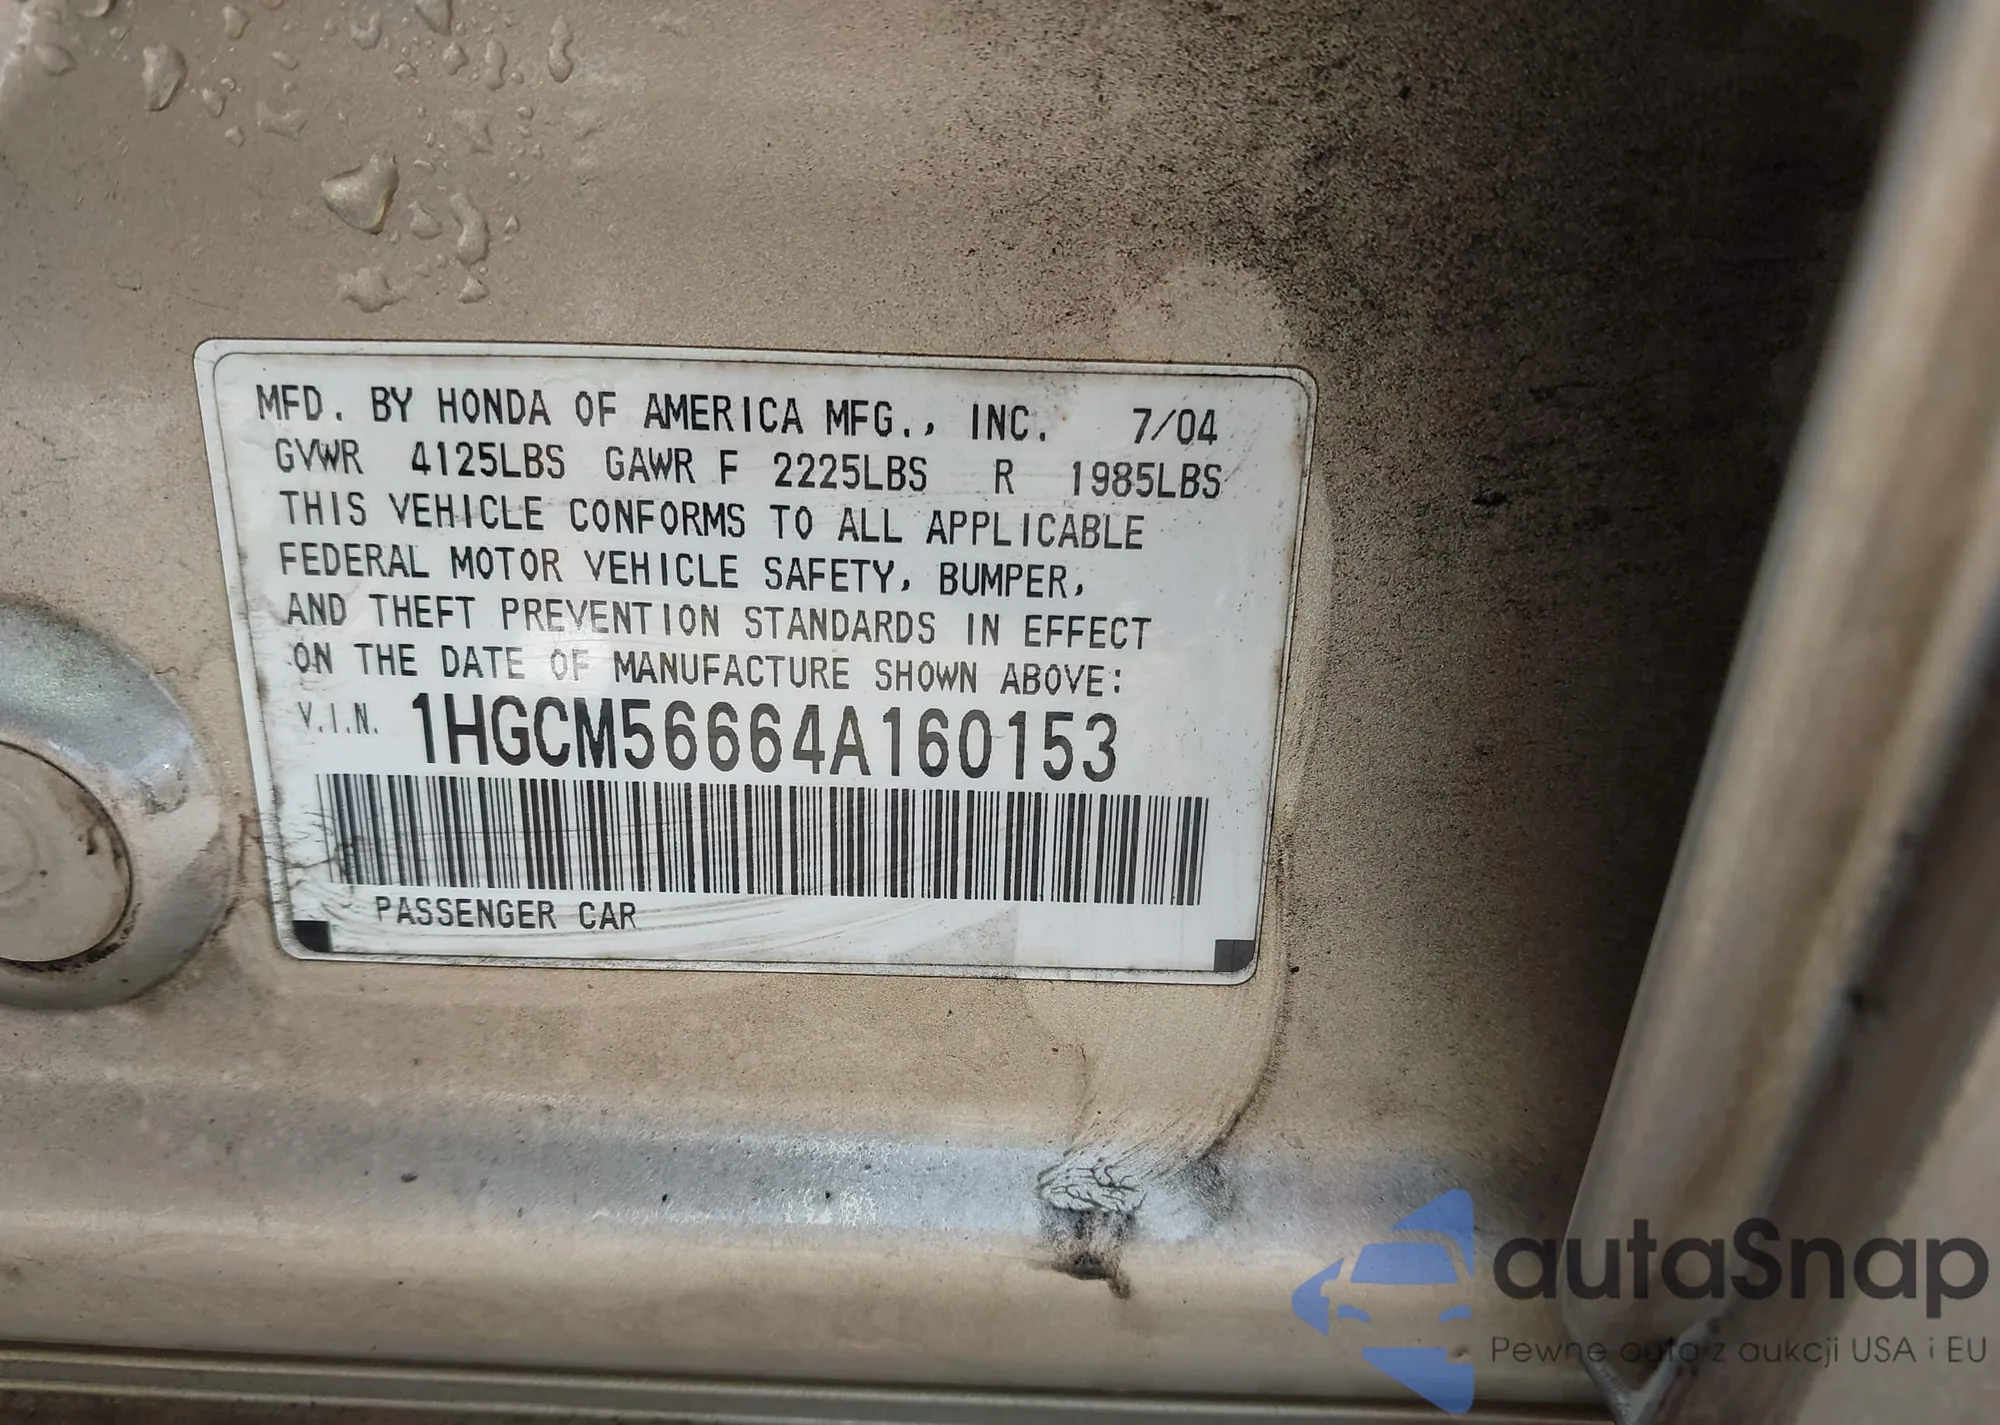 MFD. BY HONDA OF AMERICA MFG., INC. 7/04
GVWR 4125LBS GAWR F 2225LBS R 1985LBS
THIS VEHICLE CONFORMS TO ALL APPLICABLE
FEDERAL MOTOR VEHICLE SAFETY, BUMPER,
AND THEFT PREVENTION STANDARDS IN EFFECT
ON THE DATE OF MANUFACTURE SHOWN ABOVE:
V.I.N. 1HGCM56664A160153
PASSENGER CAR
autaSnap
Pewne auta z aukcji USA i EU